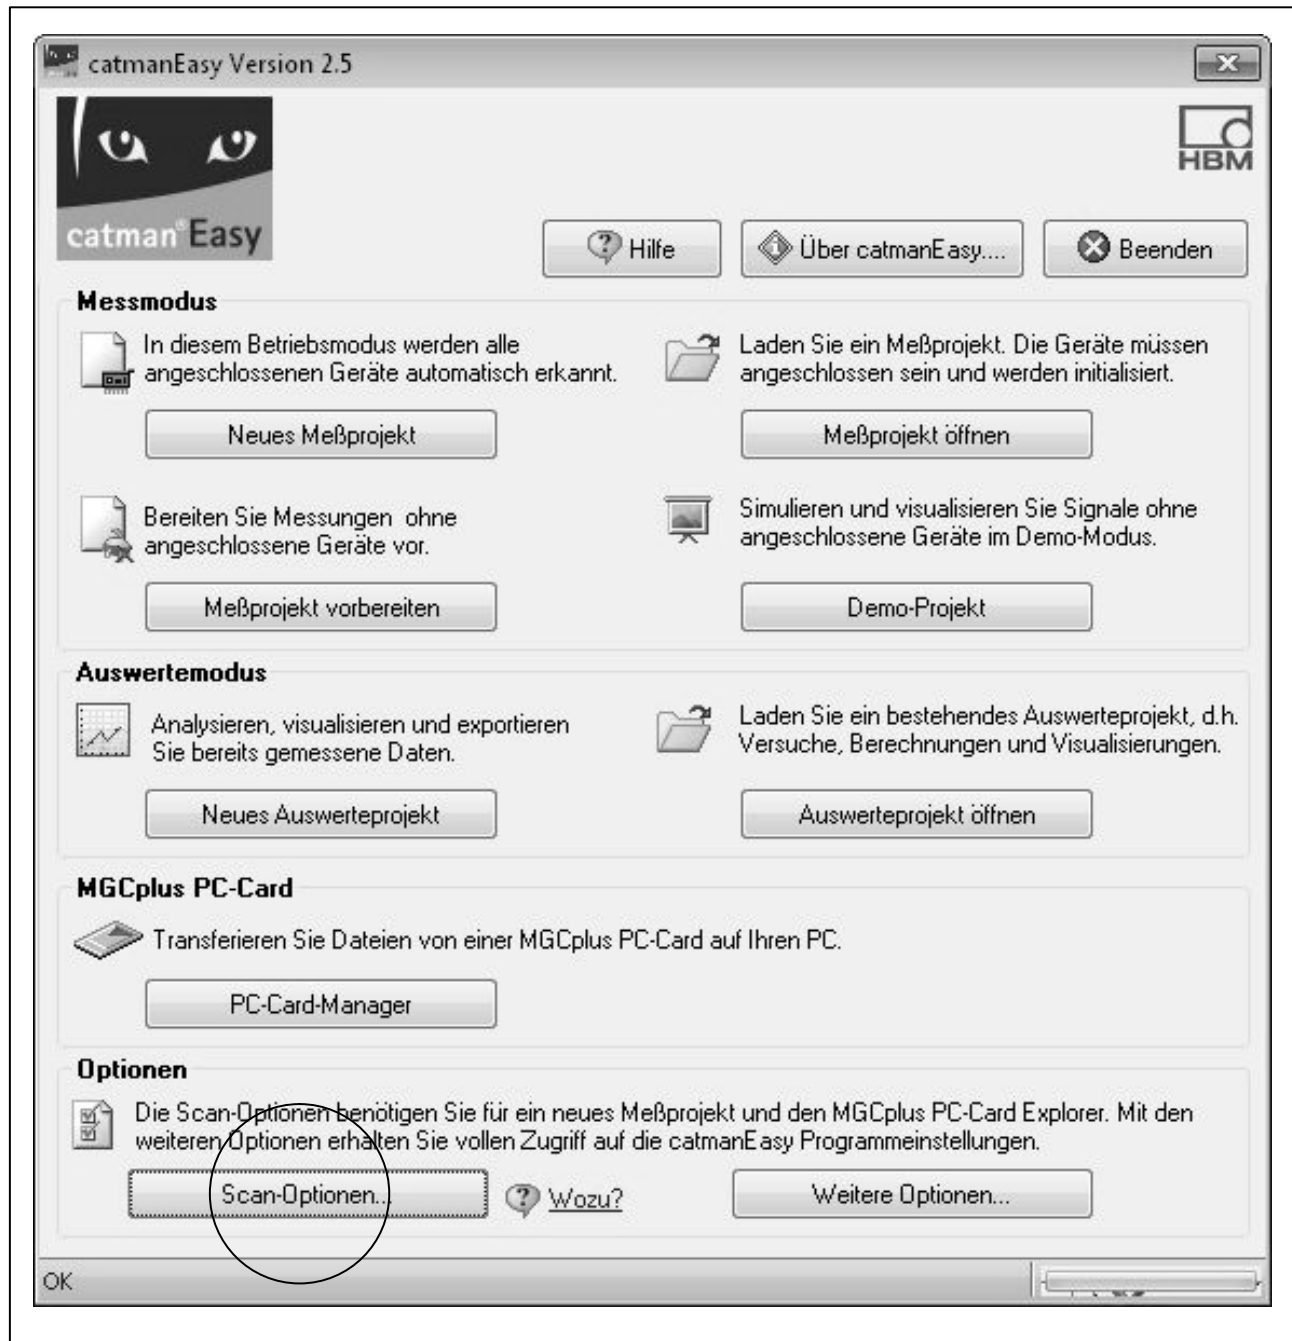 catmanEasy Version 2.5
HBM
catman® Easy
Hilfe
Über catmanEasy....
Beenden
Messmodus
In diesem Betriebsmodus werden alle
angeschlossenen Geräte automatisch erkannt.
Neues Meßprojekt
Laden Sie ein Meßprojekt. Die Geräte müssen
angeschlossen sein und werden initialisiert.
Meßprojekt öffnen
Bereiten Sie Messungen ohne
angeschlossene Geräte vor.
Meßprojekt vorbereiten
Simulieren und visualisieren Sie Signale ohne
angeschlossene Geräte im Demo-Modus.
Demo-Projekt
Auswertemodus
Analysieren, visualisieren und exportieren
Sie bereits gemessene Daten.
Neues Auswerteprojekt
Laden Sie ein bestehendes Auswerteprojekt, d.h.
Versuche, Berechnungen und Visualisierungen.
Auswerteprojekt öffnen
MGCplus PC-Card
Transferieren Sie Dateien von einer MGCplus PC-Card auf Ihren PC.
PC-Card-Manager
Optionen
Die Scan-Optionen benötigen Sie für ein neues Meßprojekt und den MGCplus PC-Card Explorer. Mit den
weiteren Optionen erhalten Sie vollen Zugriff auf die catmanEasy Programmeinstellungen.
Scan-Optionen...
Wozu?
Weitere Optionen...
OK